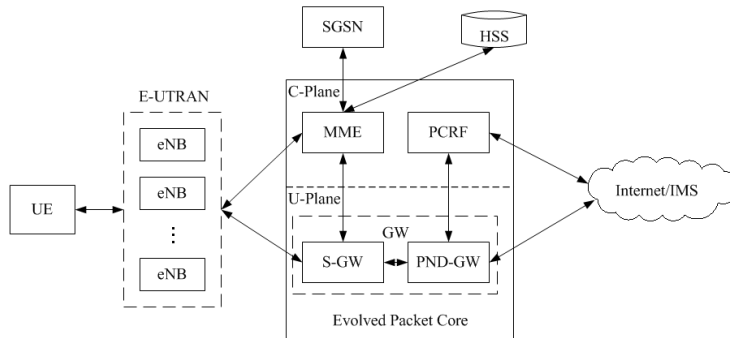 SGSN
HSS
E-UTRAN
C-Plane
eNB
MME
PCRF
eNB
UE
U-Plane
Internet/IMS
⋮
GW
eNB
S-GW
PND-GW
Evolved Packet Core